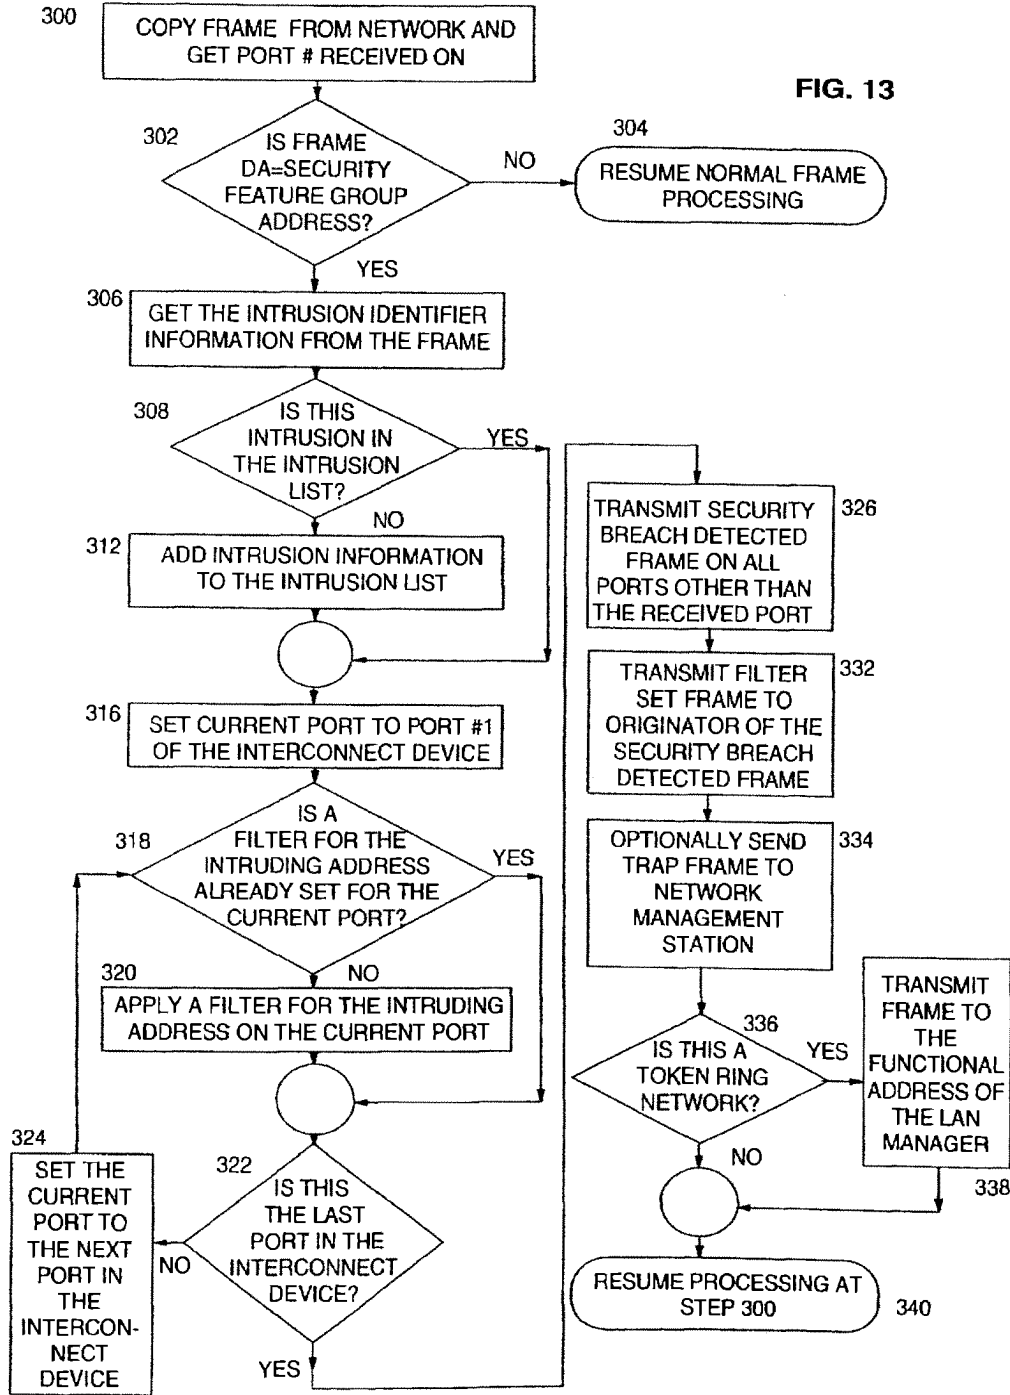 300
COPY FRAME FROM NETWORK AND
GET PORT # RECEIVED ON
FIG. 13
302
IS FRAME
DA=SECURITY
FEATURE GROUP
ADDRESS?
NO
304
RESUME NORMAL FRAME
PROCESSING
YES
306
GET THE INTRUSION IDENTIFIER
INFORMATION FROM THE FRAME
308
IS THIS
INTRUSION IN
THE INTRUSION
LIST?
YES
NO
312
ADD INTRUSION INFORMATION
TO THE INTRUSION LIST
316
SET CURRENT PORT TO PORT #1
OF THE INTERCONNECT DEVICE
318
IS A
FILTER FOR THE
INTRUDING ADDRESS
ALREADY SET FOR THE
CURRENT PORT?
YES
NO
320
APPLY A FILTER FOR THE INTRUDING
ADDRESS ON THE CURRENT PORT
322
IS THIS
THE LAST
PORT IN THE
INTERCONNECT
DEVICE?
NO
YES
324
SET THE
CURRENT
PORT TO
THE NEXT
PORT IN
THE
INTERCON-
NECT
DEVICE
TRANSMIT SECURITY
BREACH DETECTED
FRAME ON ALL
PORTS OTHER THAN
THE RECEIVED PORT
326
TRANSMIT FILTER
SET FRAME TO
ORIGINATOR OF THE
SECURITY BREACH
DETECTED FRAME
332
OPTIONALLY SEND
TRAP FRAME TO
NETWORK
MANAGEMENT
STATION
334
336
IS THIS A
TOKEN RING
NETWORK?
YES
NO
TRANSMIT
FRAME TO
THE
FUNCTIONAL
ADDRESS OF
THE LAN
MANAGER
338
RESUME PROCESSING AT
STEP 300
340